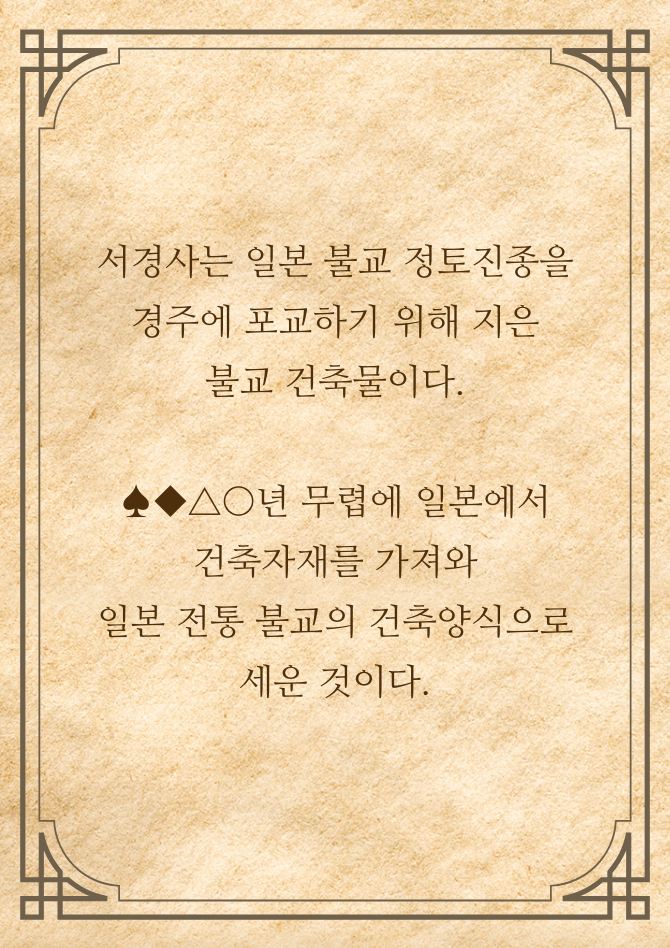 서경사는 일본 불교 정토진종을
경주에 포교하기 위해 지은
불교 건축물이다.
♠◆△○년 무렵에 일본에서
건축자재를 가져와
일본 전통 불교의 건축양식으로
세운 것이다.